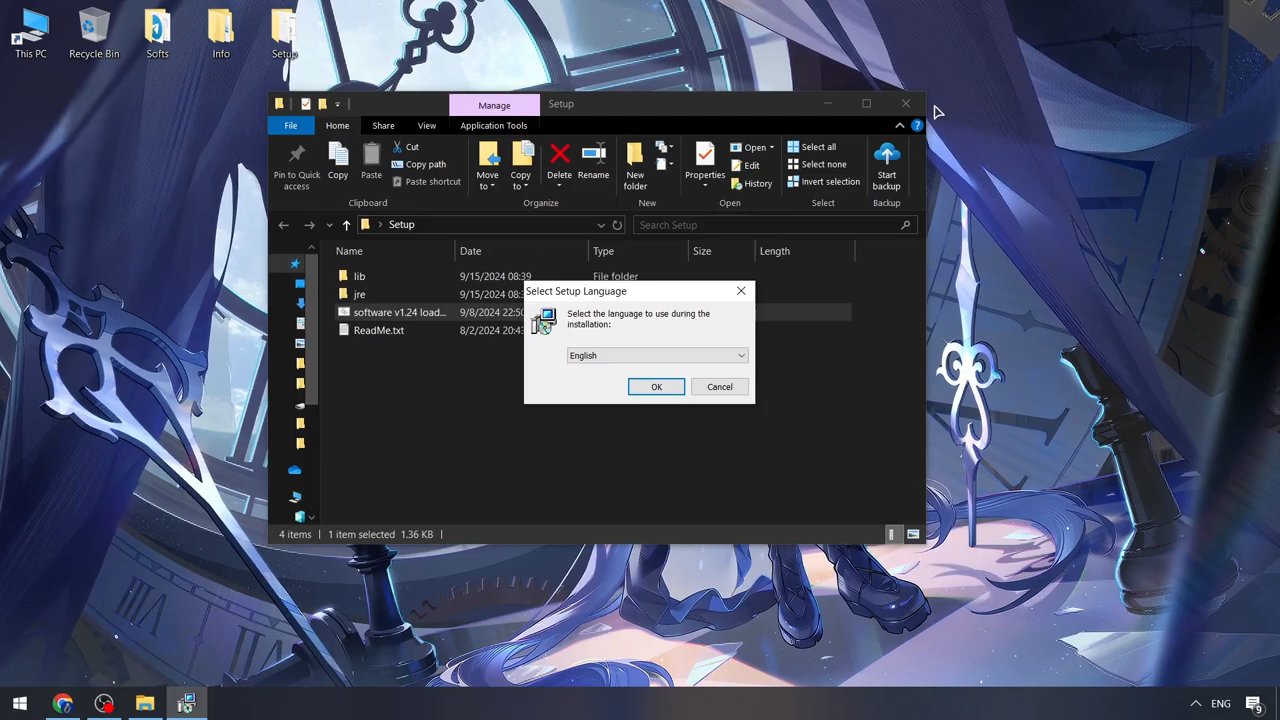 This PC
Recycle Bin
Softs
Info
Setup
Manage
Setup
File
Home
Share
View
Application Tools
Pin to Quick
access
Copy
Paste
Cut
Copy path
Paste shortcut
Clipboard
Move
to
Copy
to
Delete
Rename
Organize
New
folder
New
Properties
Open
Edit
History
Open
Select all
Select none
Invert selection
Select
Start
backup
Backup
Setup
Search Setup
Name
Date
Type
Size
Length
lib
9/15/2024 08:39
File folder
jre
9/15/2024 08:3
software v1.24 load...
9/8/2024 22:50
ReadMe.txt
8/2/2024 20:43
Select Setup Language
Select the language to use during the
installation:
English
OK
Cancel
4 items
1 item selected 1.36 KB
ENG
9